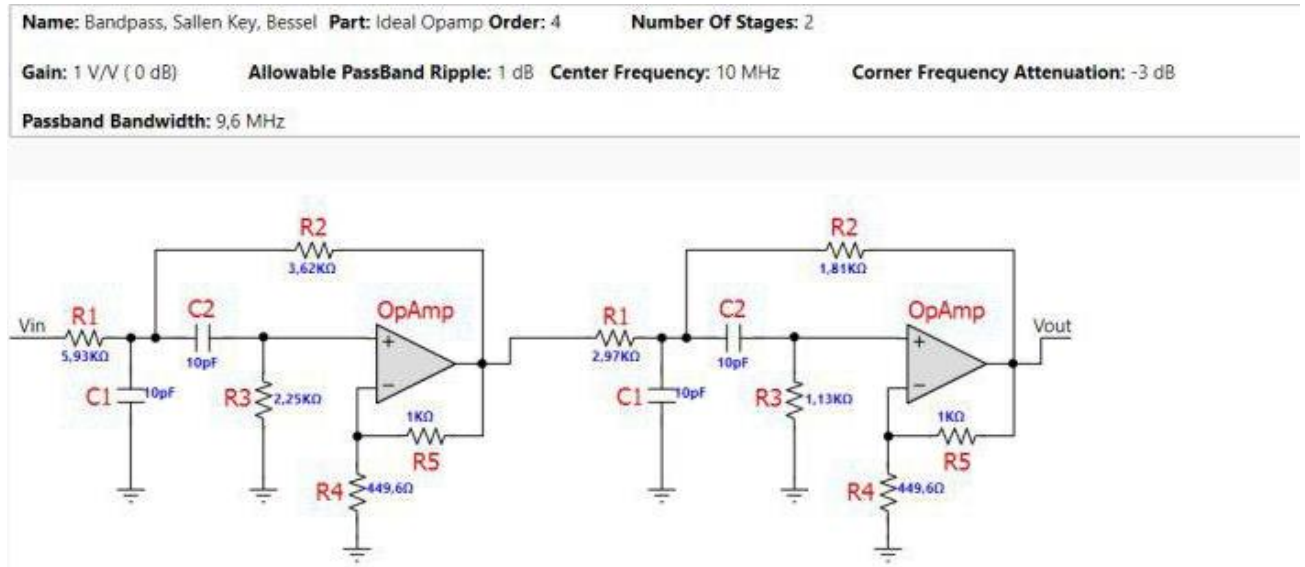 Name: Bandpass, Sallen Key, Bessel Part: Ideal Opamp Order: 4 Number Of Stages: 2
Gain: 1 V/V ( 0 dB) Allowable PassBand Ripple: 1 dB Center Frequency: 10 MHz Corner Frequency Attenuation: -3 dB
Passband Bandwidth: 9,6 MHz
R2
3,62KΩ
R2
1,81KΩ
Vin
R1
5,93KΩ
C2
10pF
OpAmp
R1
2,97KΩ
C2
10pF
OpAmp
Vout
C1
10pF
R3
2,25KΩ
C1
10pF
R3
1,13KΩ
1KΩ
R5
1KΩ
R5
R4
449,6Ω
R4
449,6Ω